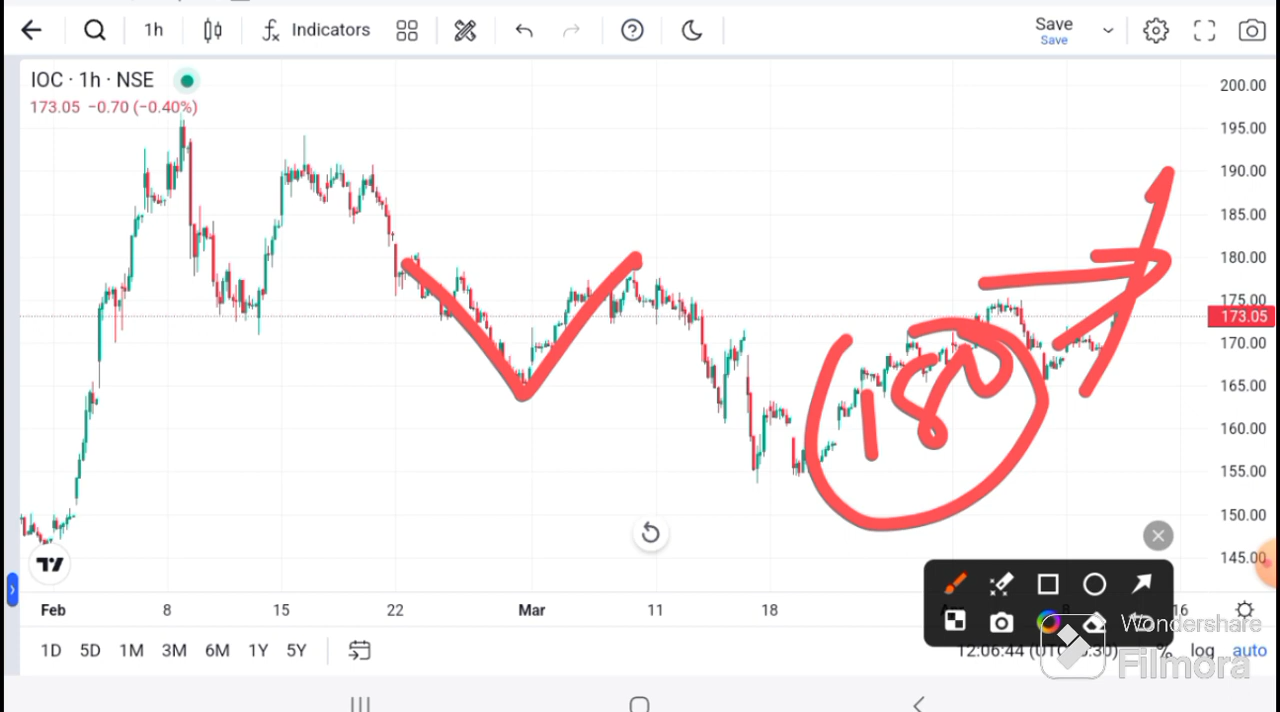 1h Indicators Save
Save
IOC · 1h · NSE
173.05 −0.70 (−0.40%)
200.00
195.00
190.00
185.00
180.00
175.00
173.05
170.00
165.00
160.00
155.00
150.00
145.00
180
Feb 8 15 22 Mar 11 18 16
1D 5D 1M 3M 6M 1Y 5Y 12:06:44 % log auto
Wondershare
Filmora